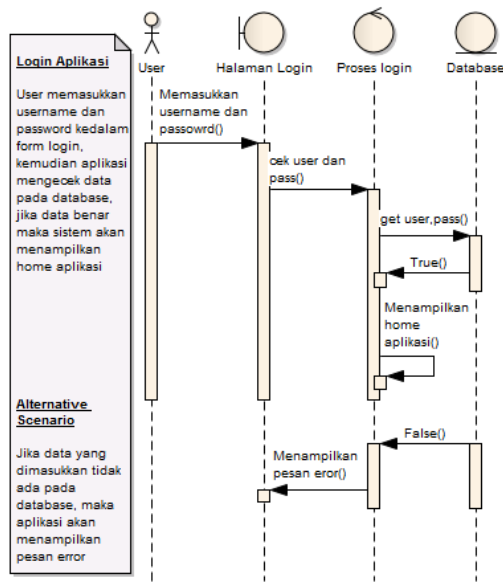 Login Aplikasi
User memasukkan
username dan
password kedalam
form login,
kemudian aplikasi
mengecek data
pada database,
jika data benar
maka sistem akan
menampilkan
home aplikasi
Alternative
Scenario
Jika data yang
dimasukkan tidak
ada pada
database, maka
aplikasi akan
menampilkan
pesan error
User
Halaman Login
Proses login
Database
Memasukkan
username dan
passowrd()
cek user dan
pass()
get user,pass()
True()
Menampilkan
home
aplikasi()
False()
Menampilkan
pesan eror()